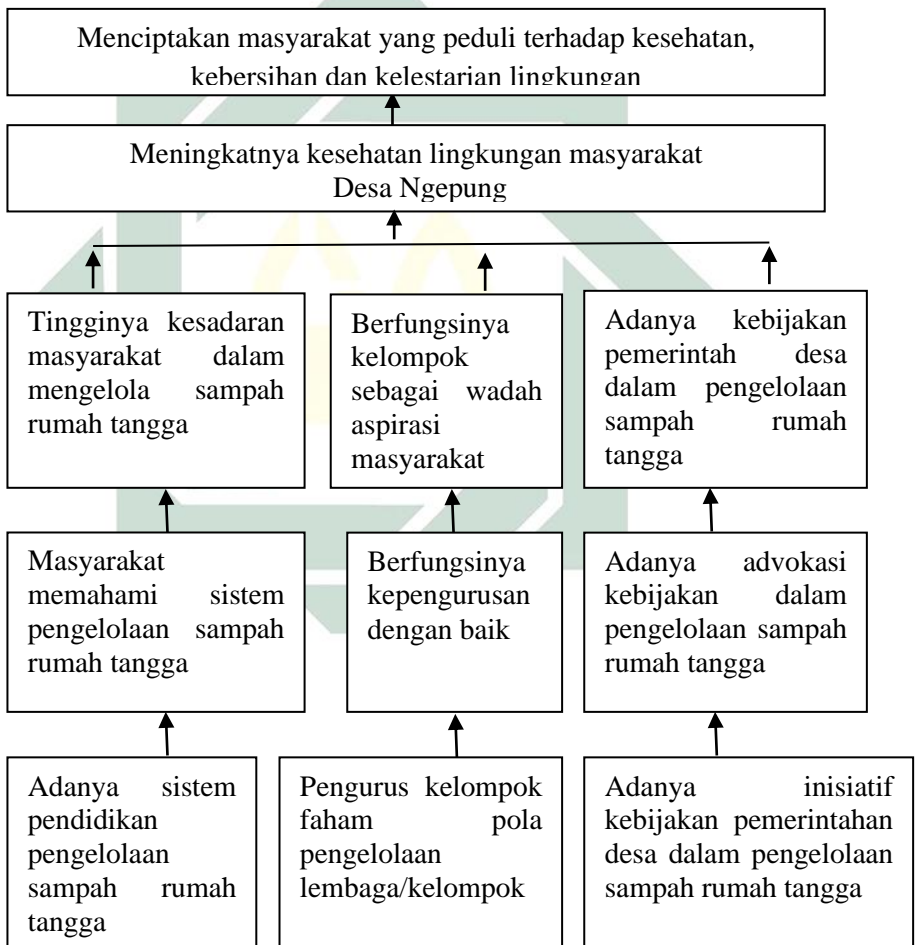 Menciptakan masyarakat yang peduli terhadap kesehatan,
kebersihan dan kelestarian lingkungan
Meningkatnya kesehatan lingkungan masyarakat
Desa Ngepung
Tingginya kesadaran
masyarakat dalam
mengelola sampah
rumah tangga
Berfungsinya
kelompok
sebagai wadah
aspirasi
masyarakat
Adanya kebijakan
pemerintah desa
dalam pengelolaan
sampah rumah
tangga
Masyarakat
memahami sistem
pengelolaan sampah
rumah tangga
Berfungsinya
kepengurusan
dengan baik
Adanya advokasi
kebijakan dalam
pengelolaan sampah
rumah tangga
Adanya sistem
pendidikan
pengelolaan
sampah rumah
tangga
Pengurus kelompok
faham pola
pengelolaan
lembaga/kelompok
Adanya inisiatif
kebijakan pemerintahan
desa dalam pengelolaan
sampah rumah tangga